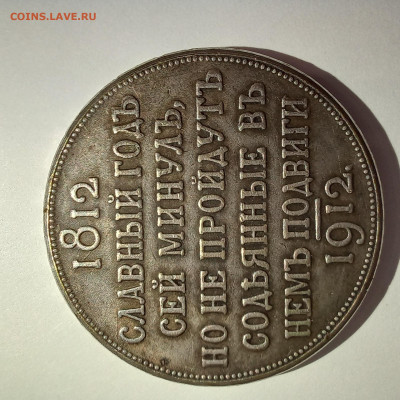 COINS.LAVE.RU
1812
СЛАВНЫЙ ГОДЪ
СЕЙ МИНУЛЪ,
НО НЕ ПРОЙДУТЪ
СОДѢЯННЫЕ ВЪ
НЕМЪ ПОДВИГИ
1912.